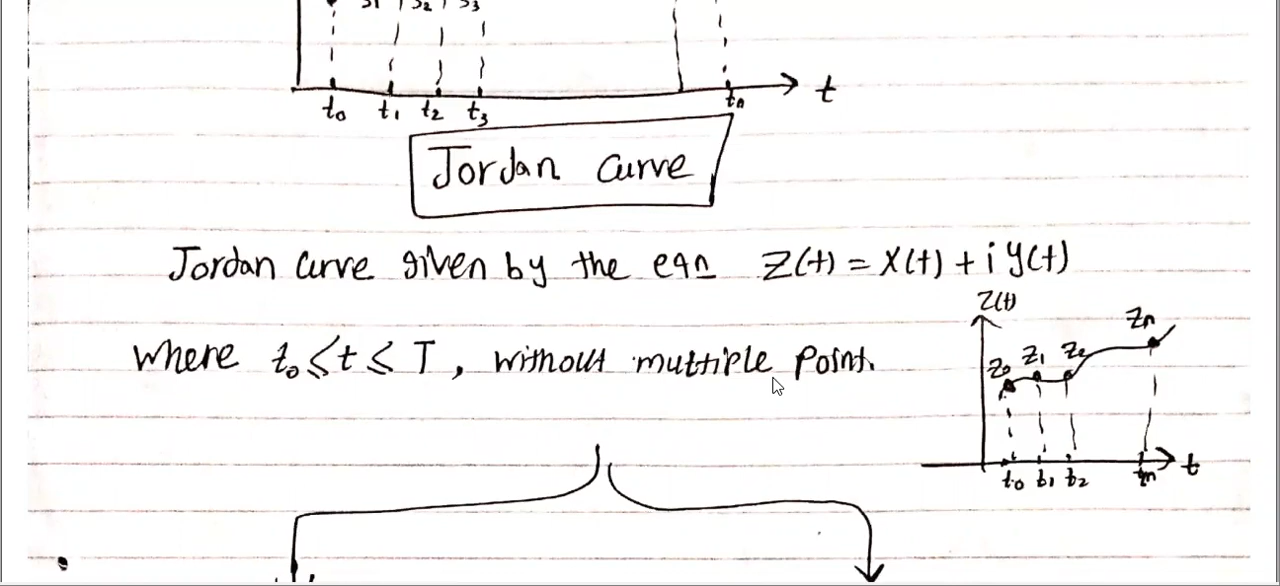 t
t₀ t₁ t₂ t₃ tₙ
Jordan Curve
Jordan Curve given by the eqn Z(t) = X(t) + i Y(t)
Z(t)
where t₀ ≤ t ≤ T, without multiple Point.
Z₀ Z₁ Z₂ Zₙ
t
t₀ t₁ t₂ tₙ